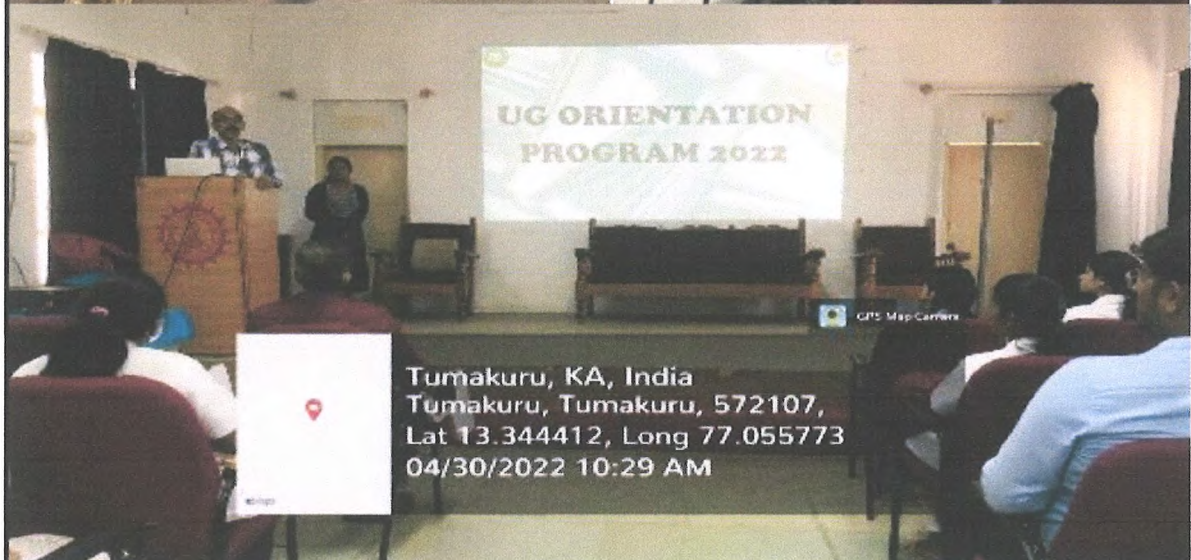 UG ORIENTATION
PROGRAM 2022
GPS Map Camera
Tumakuru, KA, India
Tumakuru, Tumakuru, 572107,
Lat 13.344412, Long 77.055773
04/30/2022 10:29 AM